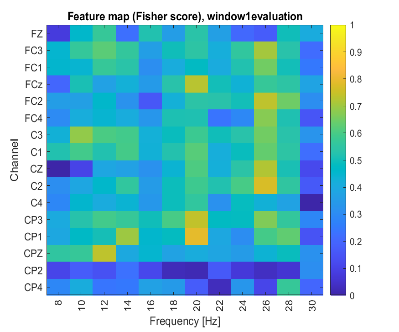 Feature map (Fisher score), window1evaluation
FZ
FC3
FC1
FCz
FC2
FC4
C3
C1
CZ
C2
C4
CP3
CP1
CPZ
CP2
CP4
Channel
8 10 12 14 16 18 20 22 24 26 28 30
Frequency [Hz]
1
0.9
0.8
0.7
0.6
0.5
0.4
0.3
0.2
0.1
0